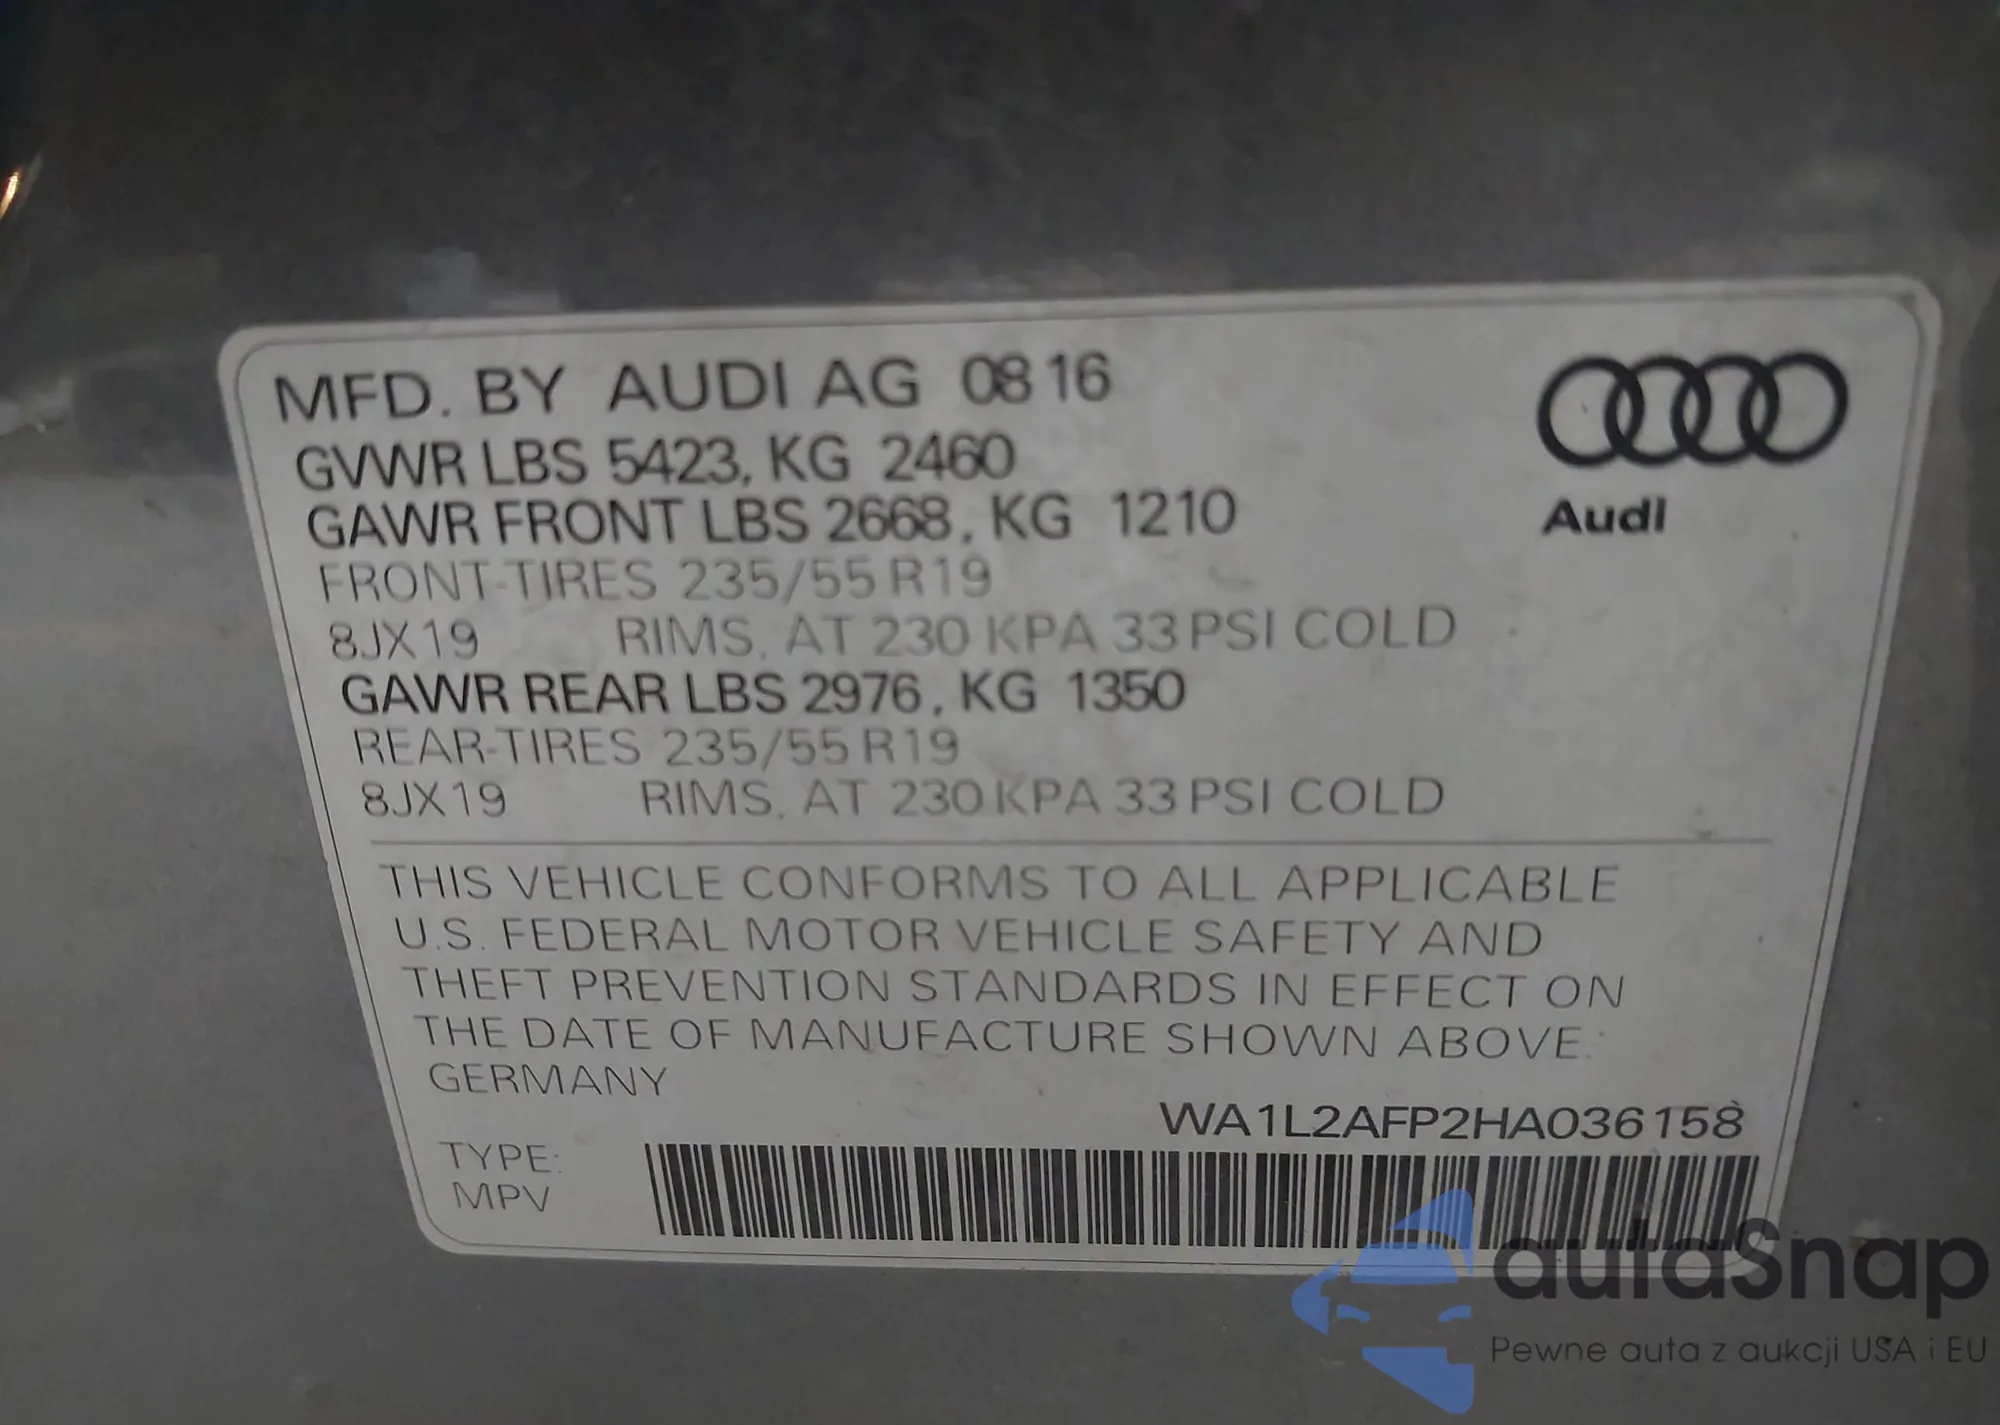 MFD. BY AUDI AG 08 16
GVWR LBS 5423, KG 2460
GAWR FRONT LBS 2668, KG 1210
FRONT-TIRES 235/55 R19
8JX19 RIMS, AT 230 KPA 33 PSI COLD
GAWR REAR LBS 2976, KG 1350
REAR-TIRES 235/55 R19
8JX19 RIMS, AT 230 KPA 33 PSI COLD
Audi
THIS VEHICLE CONFORMS TO ALL APPLICABLE
U.S. FEDERAL MOTOR VEHICLE SAFETY AND
THEFT PREVENTION STANDARDS IN EFFECT ON
THE DATE OF MANUFACTURE SHOWN ABOVE.
GERMANY
WA1L2AFP2HA036158
TYPE:
MPV
autaSnap
Pewne auta z aukcji USA i EU